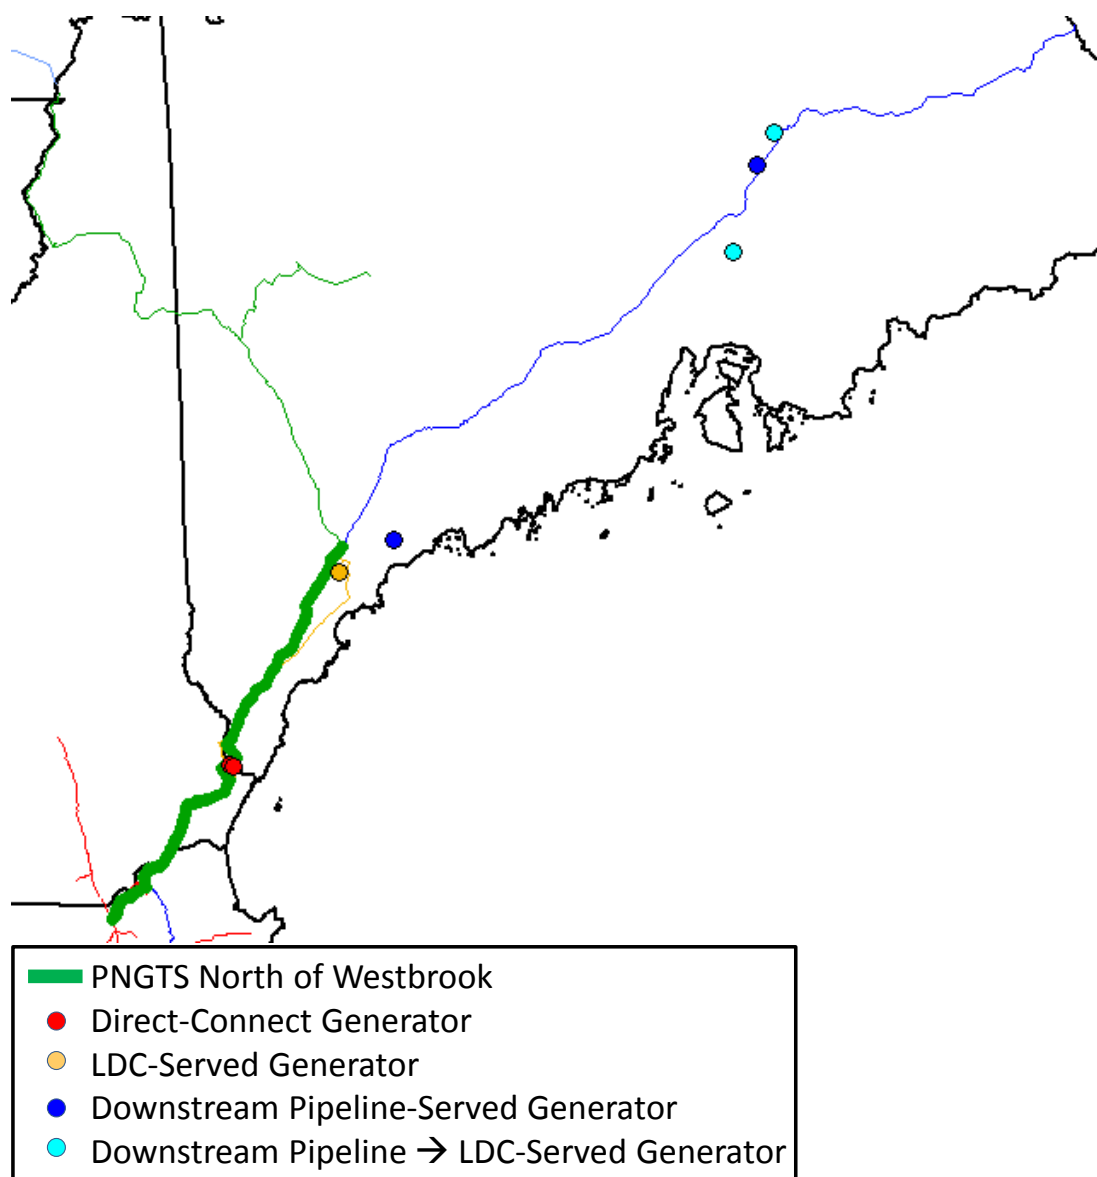 PNGTS North of Westbrook
Direct-Connect Generator
LDC-Served Generator
Downstream Pipeline-Served Generator
Downstream Pipeline → LDC-Served Generator